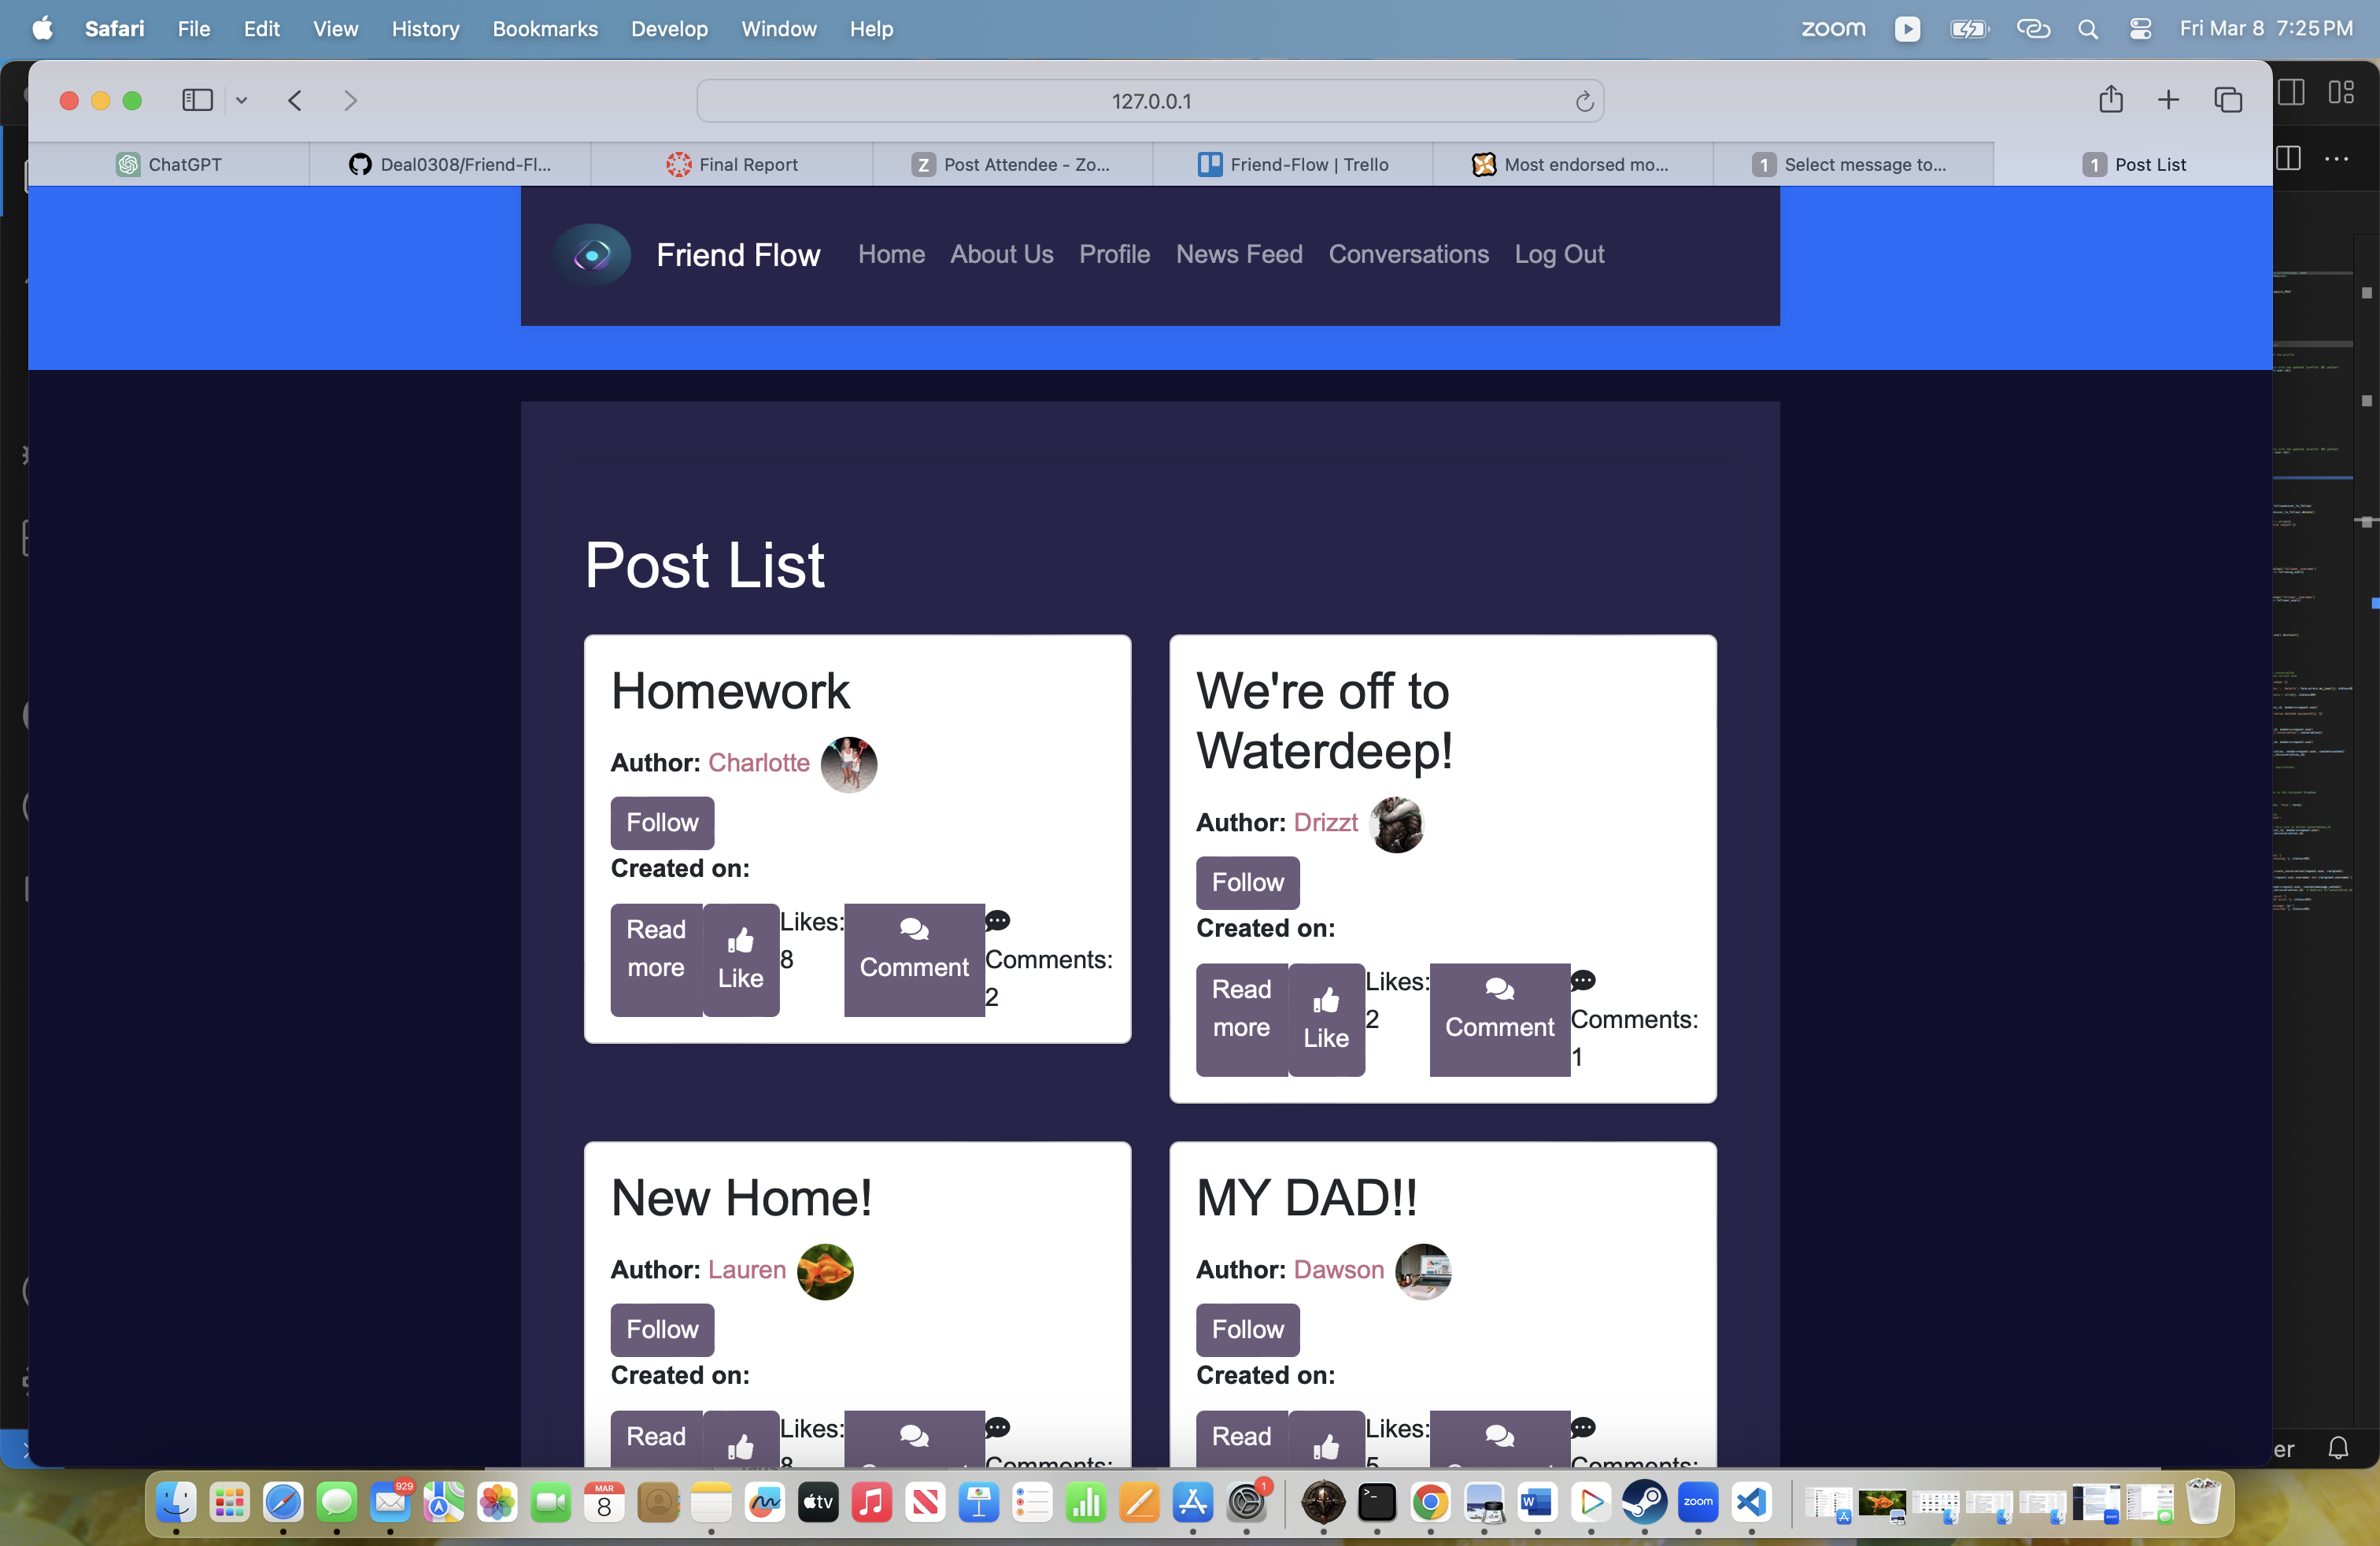 Safari File Edit View History Bookmarks Develop Window Help zoom Fri Mar 8 7:25 PM
127.0.0.1
ChatGPT Deal0308/Friend-Fl... Final Report Z Post Attendee - Zo... Friend-Flow | Trello Most endorsed mo... 1 Select message to... 1 Post List
Friend Flow Home About Us Profile News Feed Conversations Log Out
Post List
Homework
Author: Charlotte
Follow
Created on:
Read more
Like
Likes: 8
Comment
Comments: 2
We're off to
Waterdeep!
Author: Drizzt
Follow
Created on:
Read more
Like
Likes: 2
Comment
Comments: 1
New Home!
Author: Lauren
Follow
Created on:
Read
Likes: 8
Comments:
MY DAD!!
Author: Dawson
Follow
Created on:
Read
Likes: 5
Comments:
er
929
MAR
8
tv
1
W
zoom